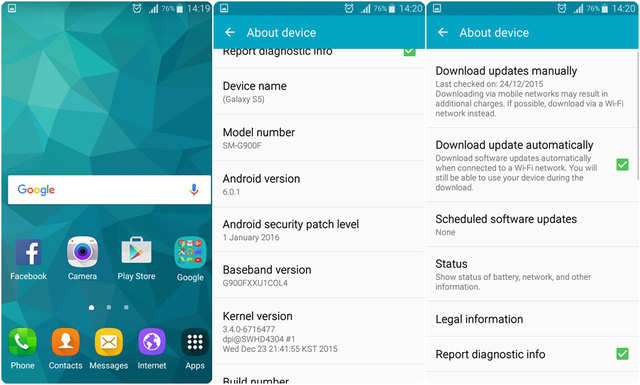 76% 14:19
Google
Facebook
Camera
Play Store
Google
Phone
Contacts
Messages
Internet
Apps
76% 14:20
About device
Report diagnostic info
Device name
(Galaxy S5)
Model number
SM-G900F
Android version
6.0.1
Android security patch level
1 January 2016
Baseband version
G900FXXU1COL4
Kernel version
3.4.0-6716477
dpi@SWHD4304 #1
Wed Dec 23 21:41:55 KST 2015
Build number
76% 14:20
About device
Download updates manually
Last checked on: 24/12/2015
Downloading via mobile networks may result in
additional charges. If possible, download via a Wi-Fi
network instead.
Download update automatically
Download software updates automatically
when connected to a Wi-Fi network. You will
still be able to use your device during the
download.
Scheduled software updates
None
Status
Show status of battery, network, and other
information.
Legal information
Report diagnostic info